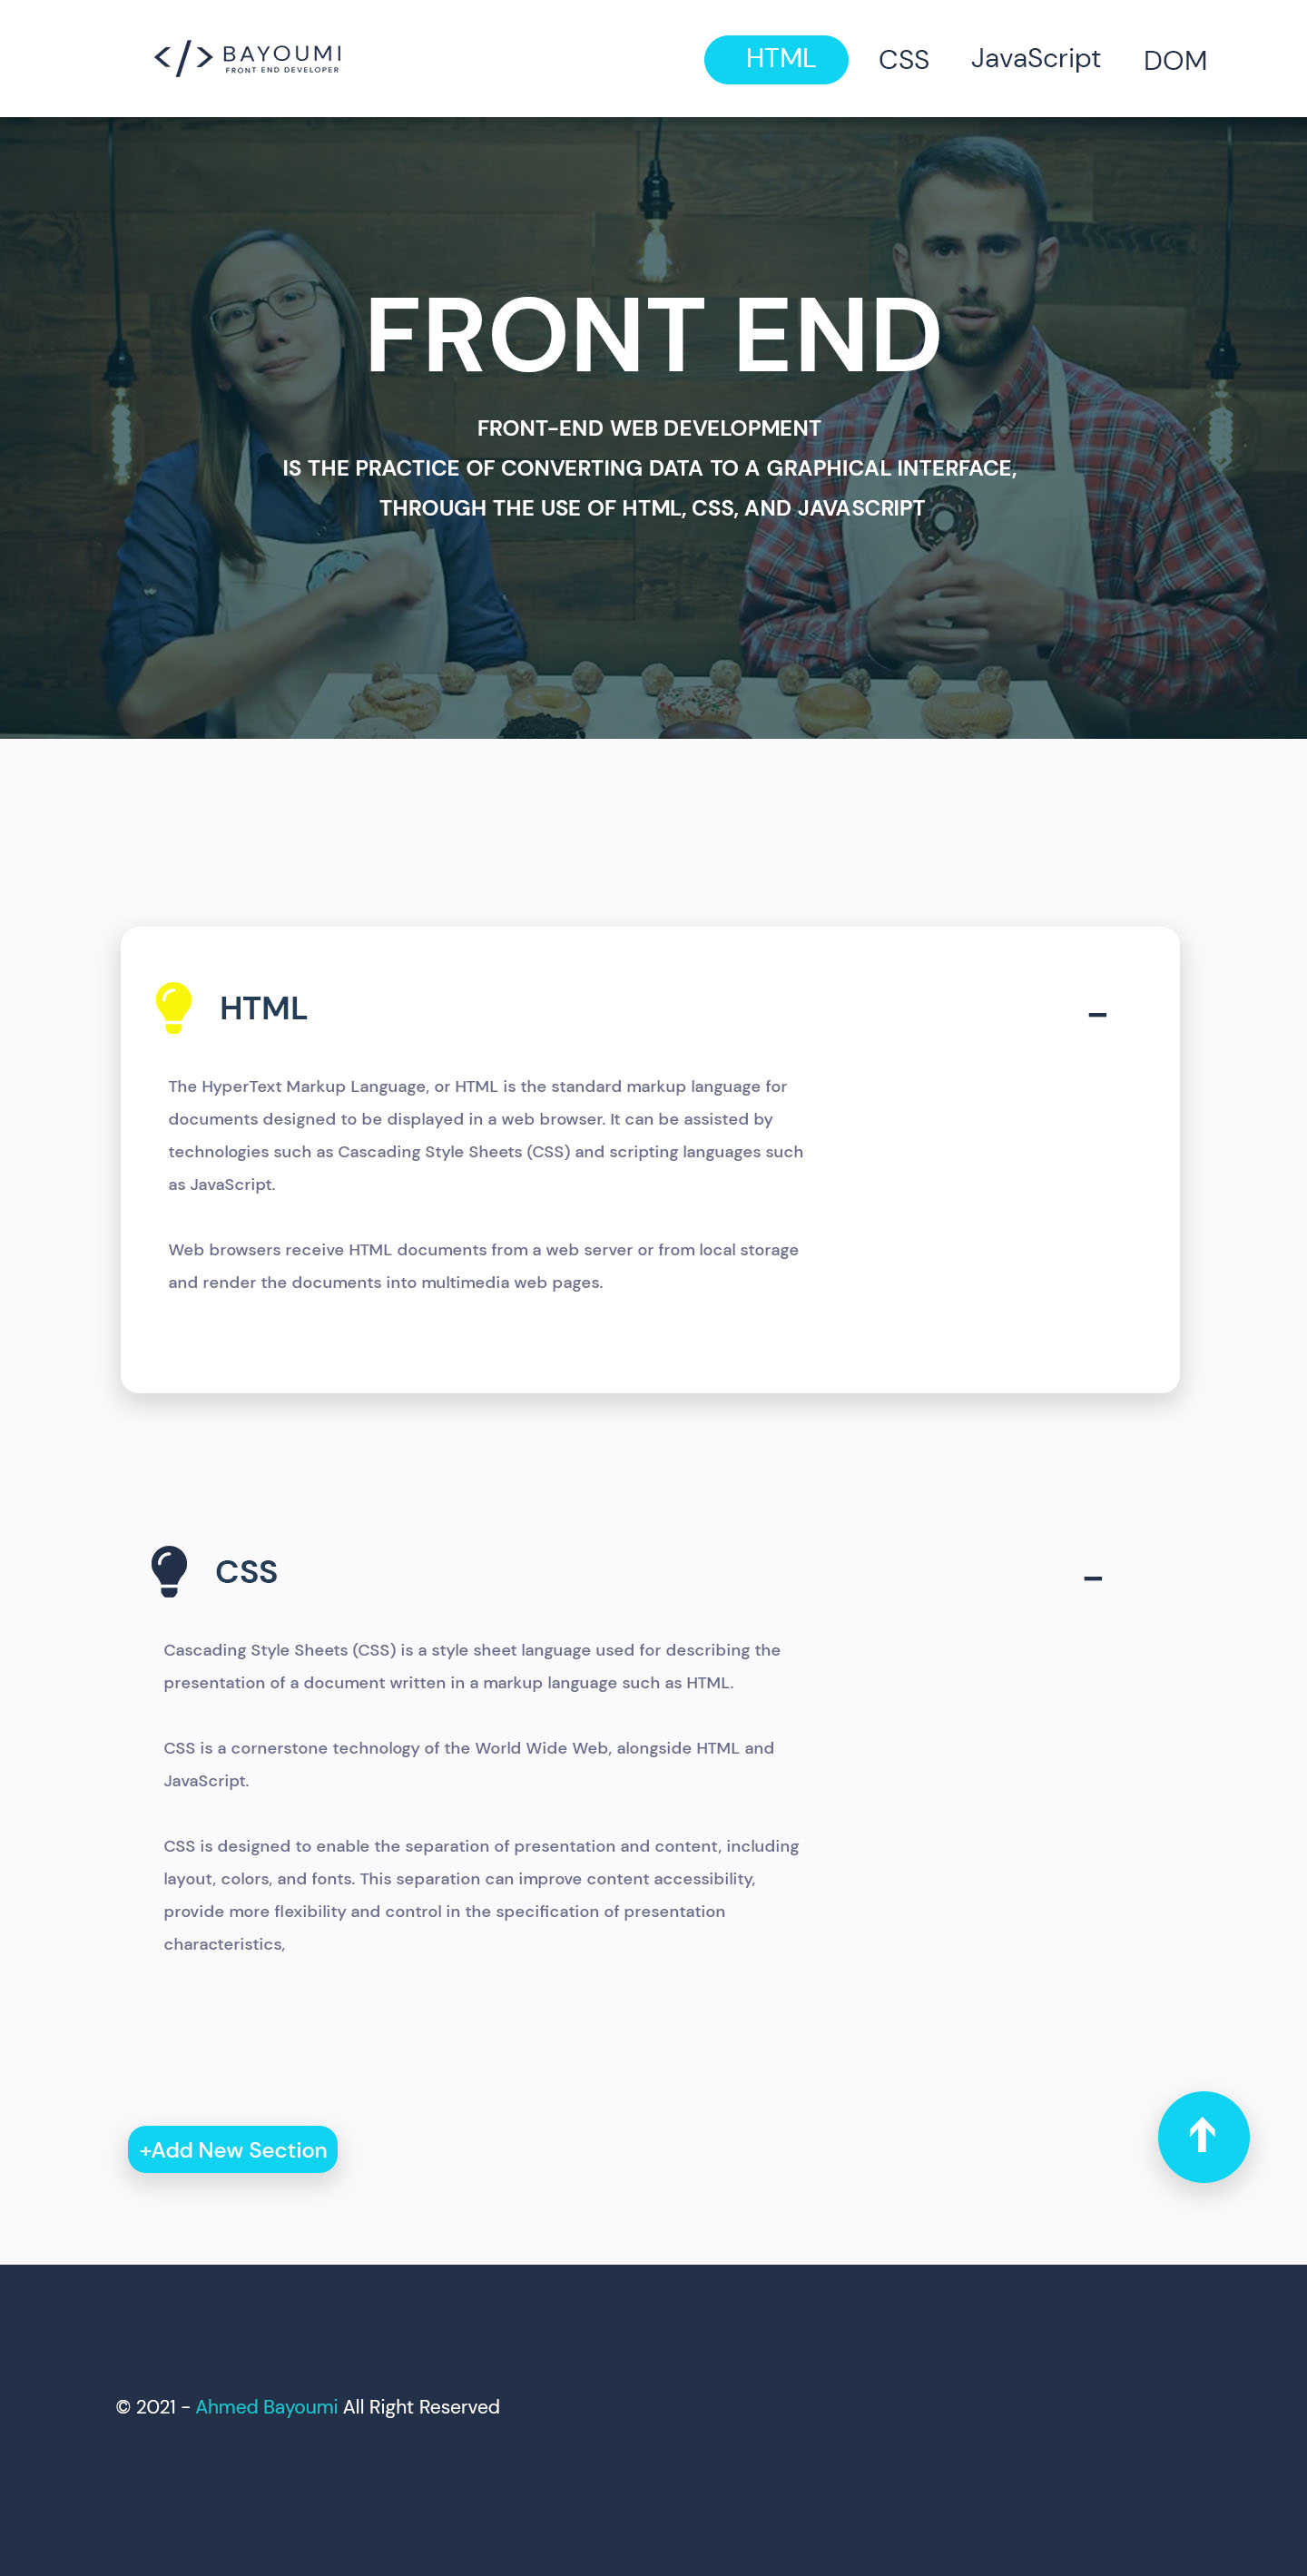 </> BAYOUMI
FRONT END DEVELOPER
HTML CSS JavaScript DOM
FRONT END
FRONT-END WEB DEVELOPMENT
IS THE PRACTICE OF CONVERTING DATA TO A GRAPHICAL INTERFACE,
THROUGH THE USE OF HTML, CSS, AND JAVASCRIPT
HTML –
The HyperText Markup Language, or HTML is the standard markup language for
documents designed to be displayed in a web browser. It can be assisted by
technologies such as Cascading Style Sheets (CSS) and scripting languages such
as JavaScript.
Web browsers receive HTML documents from a web server or from local storage
and render the documents into multimedia web pages.
CSS –
Cascading Style Sheets (CSS) is a style sheet language used for describing the
presentation of a document written in a markup language such as HTML.
CSS is a cornerstone technology of the World Wide Web, alongside HTML and
JavaScript.
CSS is designed to enable the separation of presentation and content, including
layout, colors, and fonts. This separation can improve content accessibility,
provide more flexibility and control in the specification of presentation
characteristics,
+Add New Section
© 2021 - Ahmed Bayoumi All Right Reserved